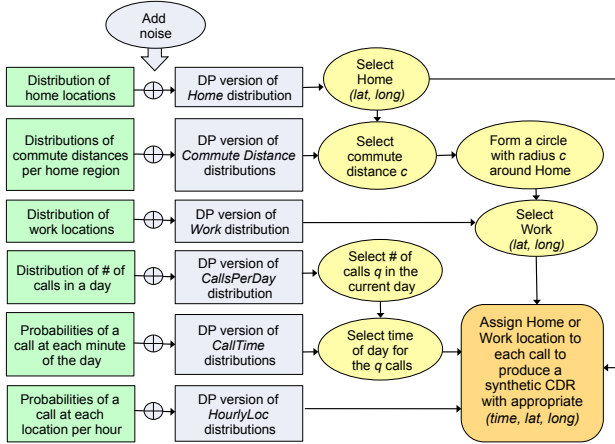 Add
noise
Distribution of
home locations
DP version of
Home distribution
Select
Home
(lat, long)
Distributions of
commute distances
per home region
DP version of
Commute Distance
distributions
Select
commute
distance c
Form a circle
with radius c
around Home
Distribution of
work locations
DP version of
Work distribution
Select
Work
(lat, long)
Distribution of # of
calls in a day
DP version of
CallsPerDay
distribution
Select # of
calls q in the
current day
Probabilities of a
call at each minute
of the day
DP version of
CallTime
distributions
Select time
of day for
the q calls
Assign Home or
Work location to
each call to
produce a
synthetic CDR
with appropriate
(time, lat, long)
Probabilities of a
call at each
location per hour
DP version of
HourlyLoc
distributions